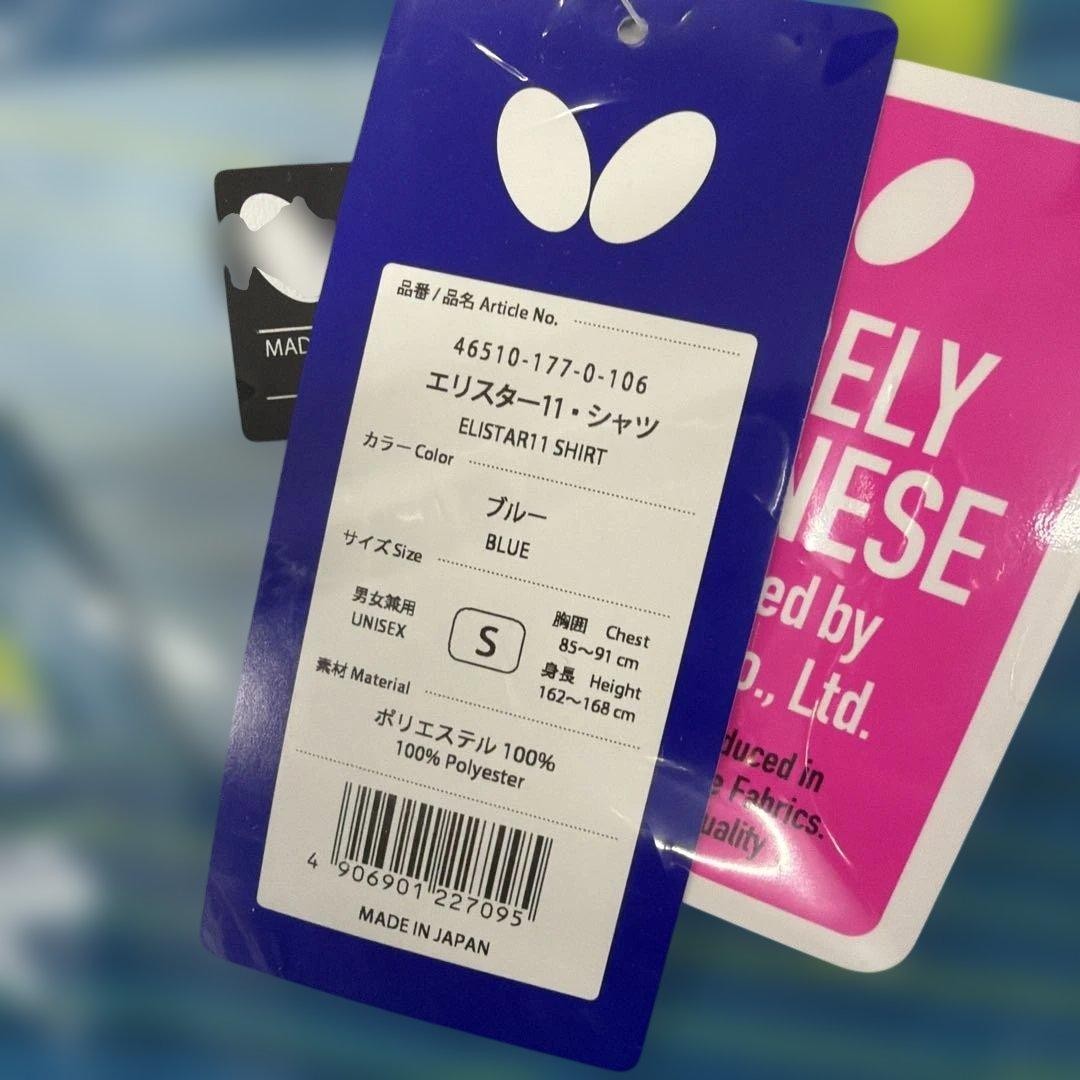 品番 / 品名 Article No.
46510-177-0-106
エリスター11・シャツ
ELISTAR11 SHIRT
カラー Color
ブルー
BLUE
サイズ Size
男女兼用
UNISEX
S
胸囲 Chest
85～91 cm
身長 Height
162～168 cm
素材 Material
ポリエステル 100%
100% Polyester
4 906901 227095
MADE IN JAPAN
MAD
ELY
NESE
ed by
o., Ltd.
duced in
e Fabrics.
uality